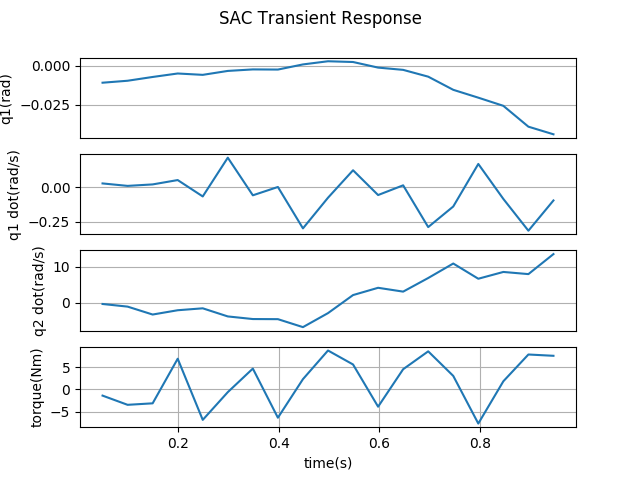 SAC Transient Response
q1(rad)
0.000
−0.025
q1 dot(rad/s)
0.00
−0.25
q2 dot(rad/s)
10
0
torque(Nm)
5
0
−5
0.2 0.4 0.6 0.8
time(s)